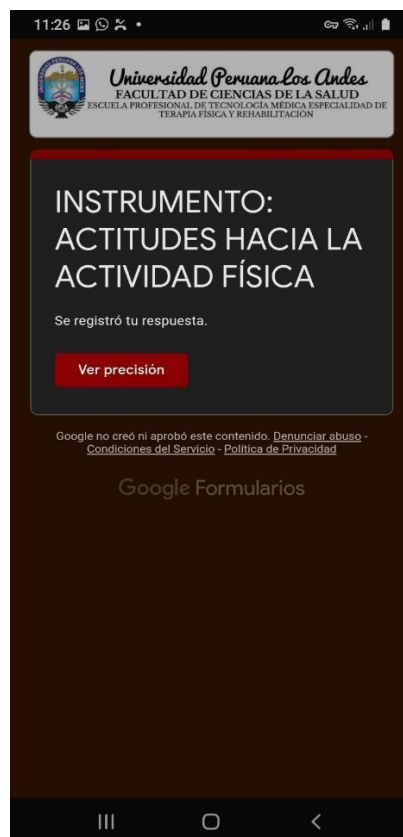 11:26
Universidad Peruana Los Andes
FACULTAD DE CIENCIAS DE LA SALUD
ESCUELA PROFESIONAL DE TECNOLOGÍA MÉDICA ESPECIALIDAD DE
TERAPIA FÍSICA Y REHABILITACIÓN
INSTRUMENTO:
ACTITUDES HACIA LA
ACTIVIDAD FÍSICA
Se registró tu respuesta.
Ver precisión
Google no creó ni aprobó este contenido. Denunciar abuso -
Condiciones del Servicio - Política de Privacidad
Google Formularios